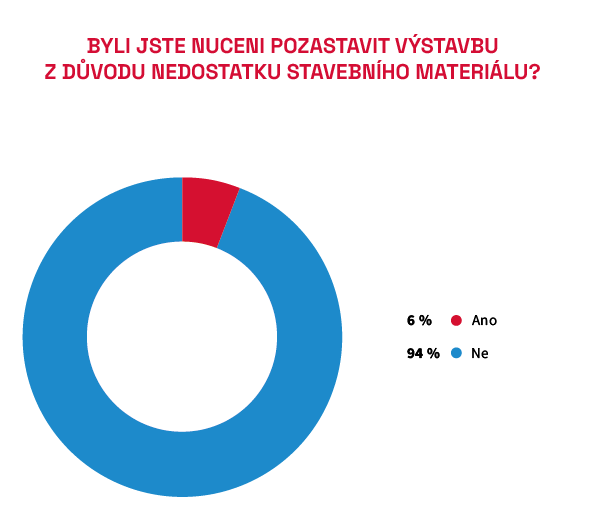 BYLI JSTE NUCENI POZASTAVIT VÝSTAVBU
Z DŮVODU NEDOSTATKU STAVEBNÍHO MATERIÁLU?
6 % Ano
94 % Ne